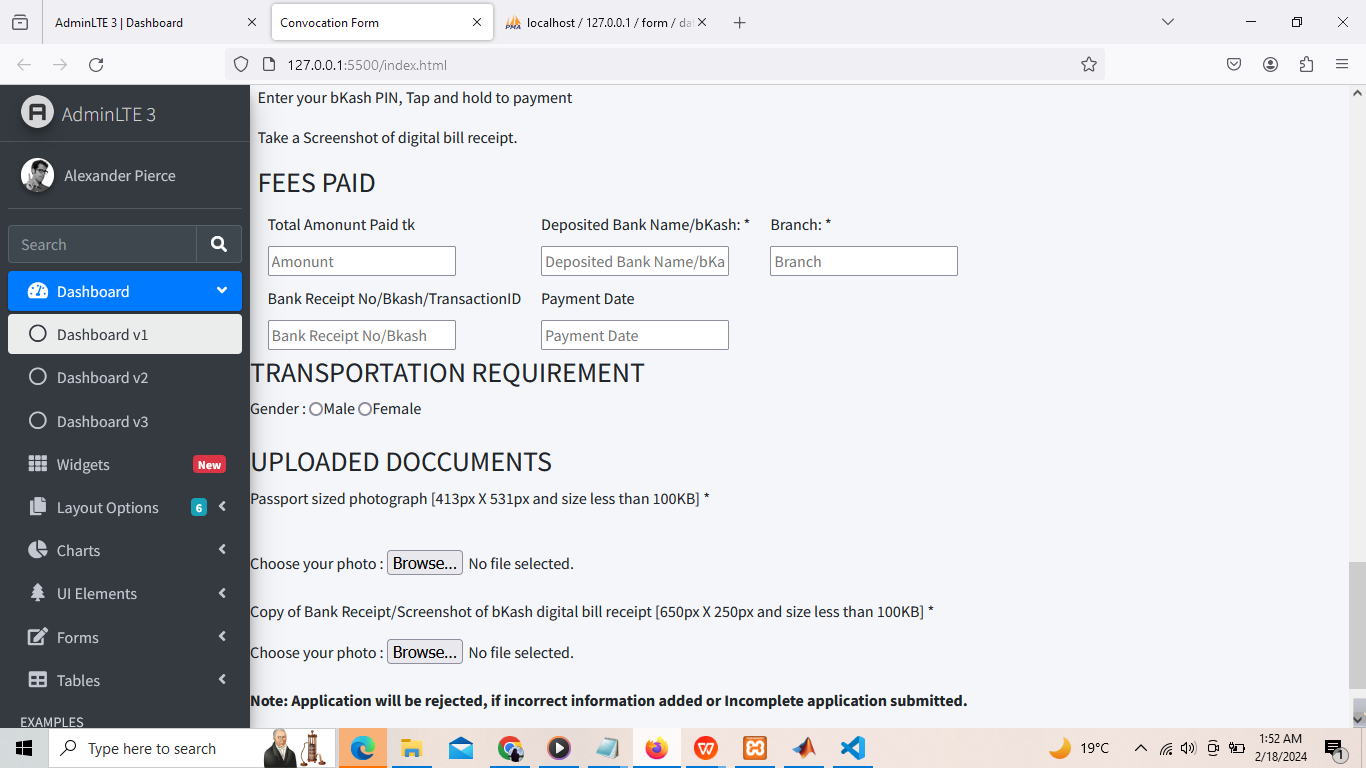 AdminLTE 3 | Dashboard
Convocation Form
localhost / 127.0.0.1 / form / da
127.0.0.1:5500/index.html
AdminLTE 3
Alexander Pierce
Search
Dashboard
Dashboard v1
Dashboard v2
Dashboard v3
Widgets New
Layout Options 6
Charts
UI Elements
Forms
Tables
EXAMPLES
Enter your bKash PIN, Tap and hold to payment
Take a Screenshot of digital bill receipt.
FEES PAID
Total Amonunt Paid tk Deposited Bank Name/bKash: * Branch: *
Amonunt Deposited Bank Name/bKa Branch
Bank Receipt No/Bkash/TransactionID Payment Date
Bank Receipt No/Bkash Payment Date
TRANSPORTATION REQUIREMENT
Gender : Male Female
UPLOADED DOCCUMENTS
Passport sized photograph [413px X 531px and size less than 100KB] *
Choose your photo : Browse... No file selected.
Copy of Bank Receipt/Screenshot of bKash digital bill receipt [650px X 250px and size less than 100KB] *
Choose your photo : Browse... No file selected.
Note: Application will be rejected, if incorrect information added or Incomplete application submitted.
Type here to search
19°C
1:52 AM
2/18/2024
1